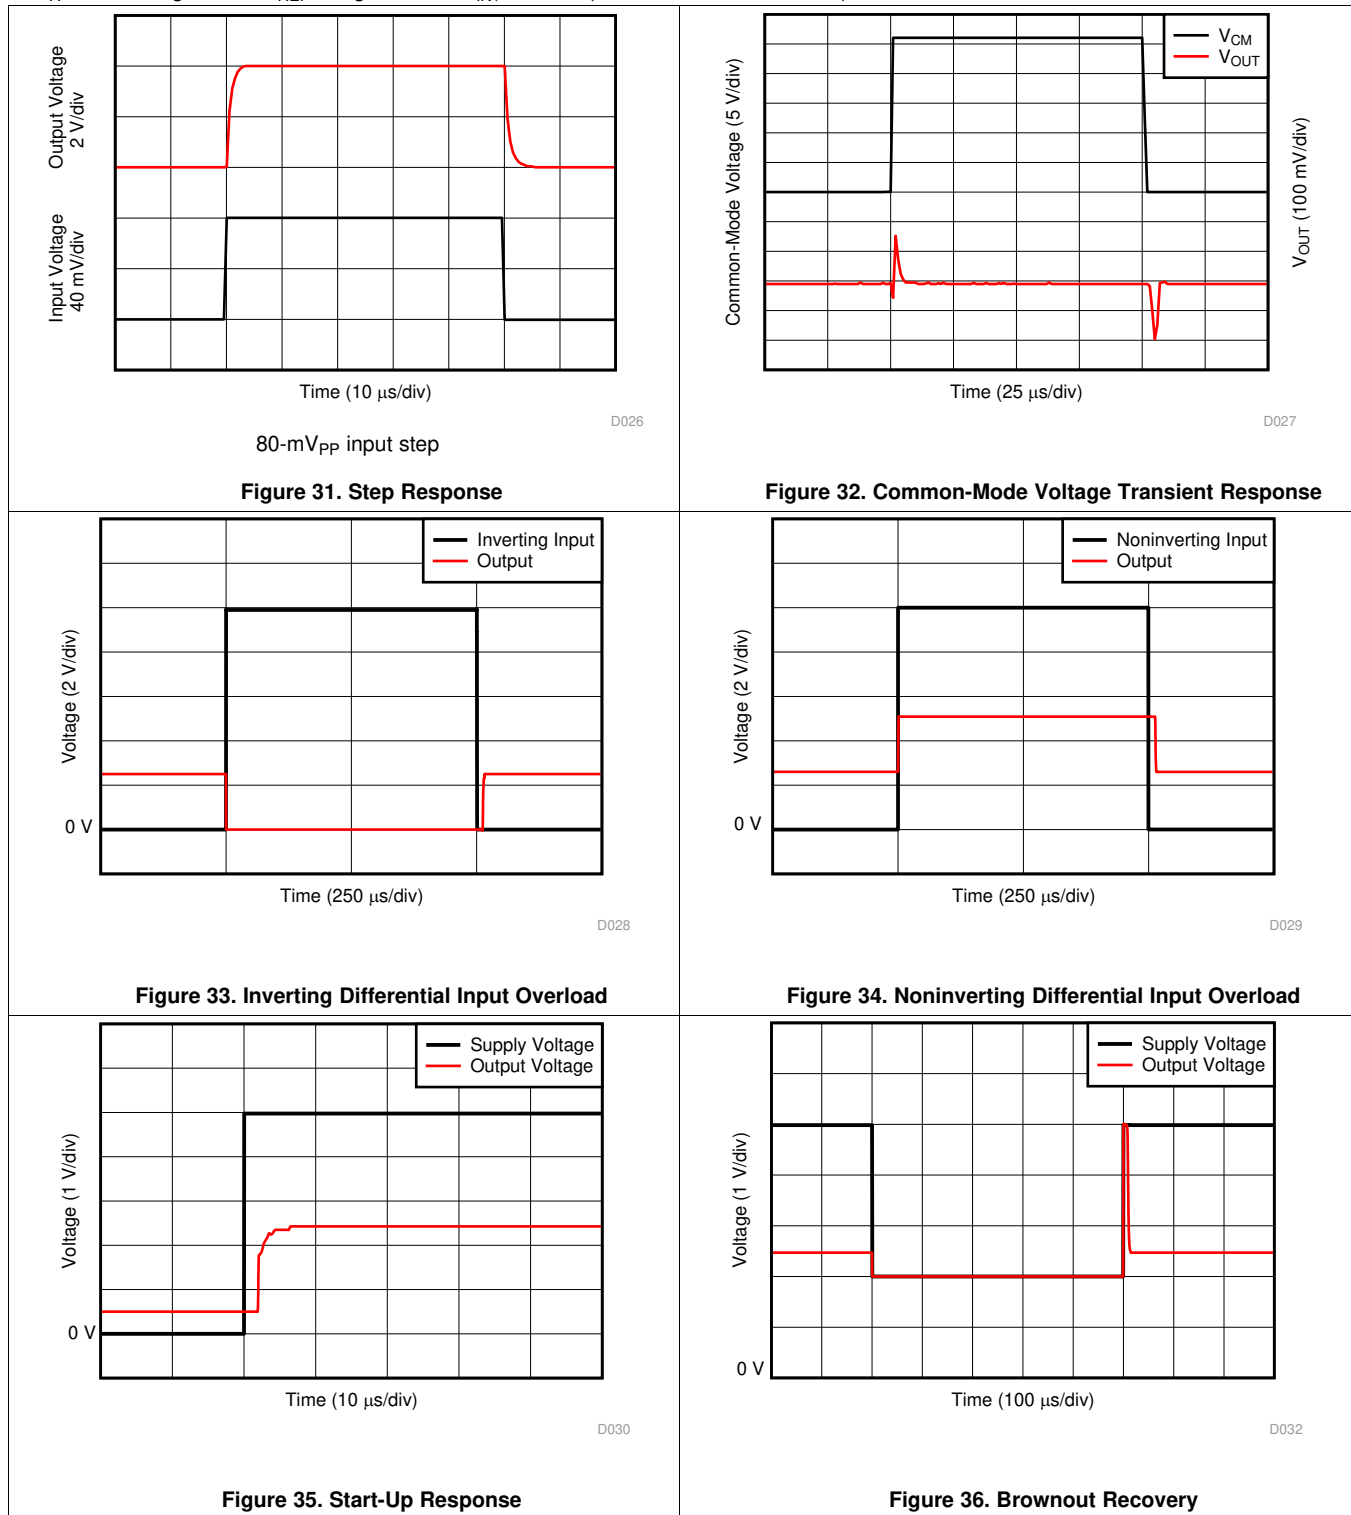 Output Voltage
2 V/div
Input Voltage
40 mV/div
Time (10 μs/div)
D026
80-mVPP input step
Figure 31. Step Response
VCM
VOUT
Common-Mode Voltage (5 V/div)
VOUT (100 mV/div)
Time (25 μs/div)
D027
Figure 32. Common-Mode Voltage Transient Response
Inverting Input
Output
Voltage (2 V/div)
0 V
Time (250 μs/div)
D028
Figure 33. Inverting Differential Input Overload
Noninverting Input
Output
Voltage (2 V/div)
0 V
Time (250 μs/div)
D029
Figure 34. Noninverting Differential Input Overload
Supply Voltage
Output Voltage
Voltage (1 V/div)
0 V
Time (10 μs/div)
D030
Figure 35. Start-Up Response
Supply Voltage
Output Voltage
Voltage (1 V/div)
0 V
Time (100 μs/div)
D032
Figure 36. Brownout Recovery